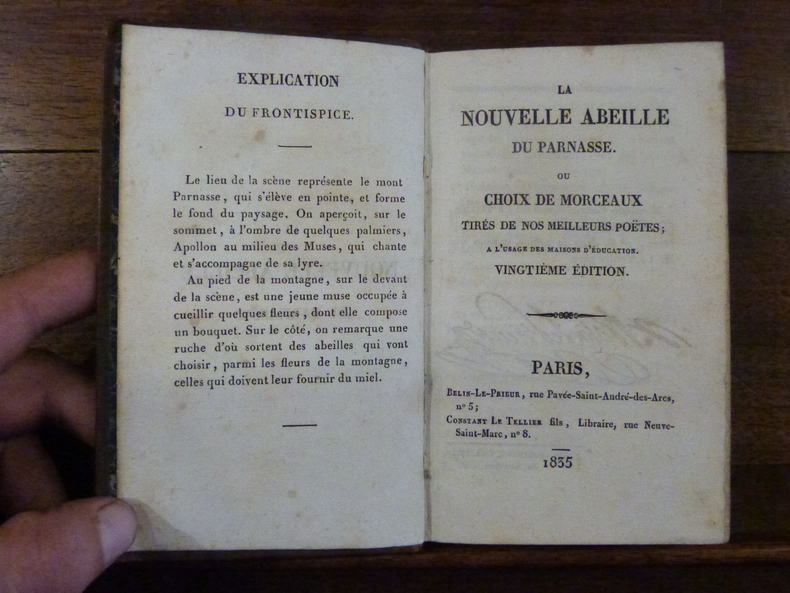 EXPLICATION
DU FRONTISPICE.
Le lieu de la scène représente le mont
Parnasse, qui s'élève en pointe, et forme
le fond du paysage. On aperçoit, sur le
sommet, à l'ombre de quelques palmiers,
Apollon au milieu des Muses, qui chante
et s'accompagne de sa lyre.
Au pied de la montagne, sur le devant
de la scène, est une jeune muse occupée à
cueillir quelques fleurs, dont elle compose
un bouquet. Sur le côté, on remarque une
ruche d'où sortent des abeilles qui vont
choisir, parmi les fleurs de la montagne,
celles qui doivent leur fournir du miel.
LA
NOUVELLE ABEILLE
DU PARNASSE.
OU
CHOIX DE MORCEAUX
TIRÉS DE NOS MEILLEURS POËTES;
A L'USAGE DES MAISONS D'ÉDUCATION.
VINGTIÈME ÉDITION.
PARIS,
BELIN-LE-PRIEUR, rue Pavée-Saint-André-des-Arcs,
nº 5;
CONSTANT LE TELLIER fils, Libraire, rue Neuve-
Saint-Marc, nº 8.
1835